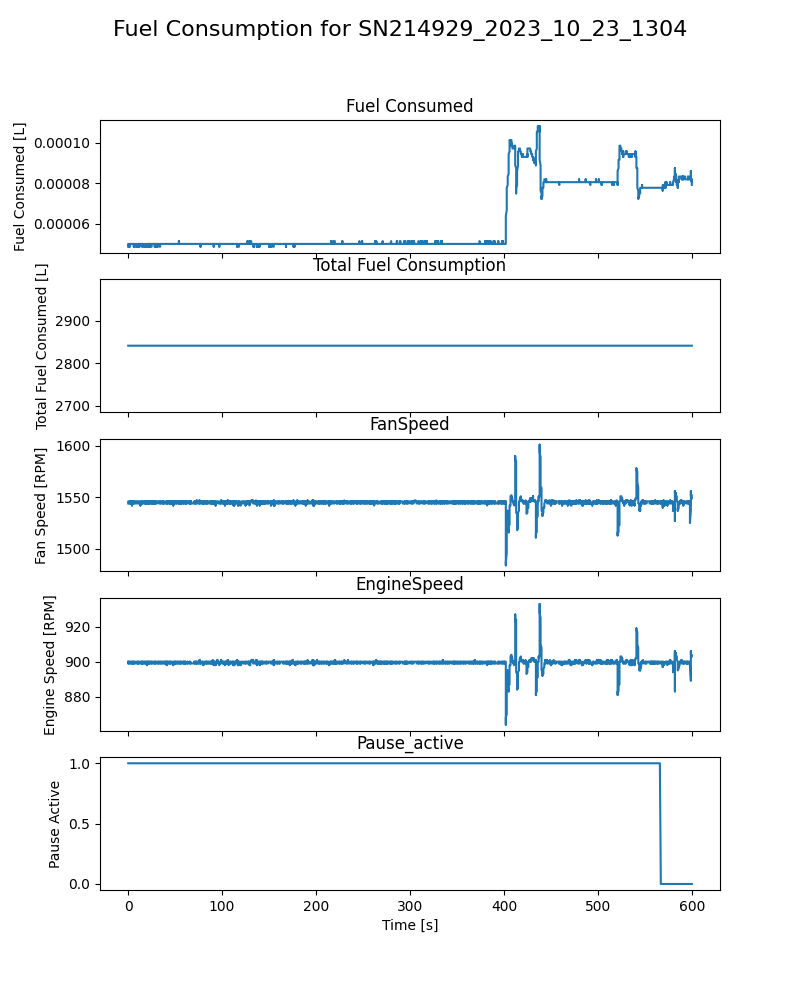 Fuel Consumption for SN214929_2023_10_23_1304
Fuel Consumed
Fuel Consumed [L]
0.00010
0.00008
0.00006
Total Fuel Consumption
Total Fuel Consumed [L]
2900
2800
2700
FanSpeed
Fan Speed [RPM]
1600
1550
1500
EngineSpeed
Engine Speed [RPM]
920
900
880
Pause_active
Pause Active
1.0
0.5
0.0
0 100 200 300 400 500 600
Time [s]